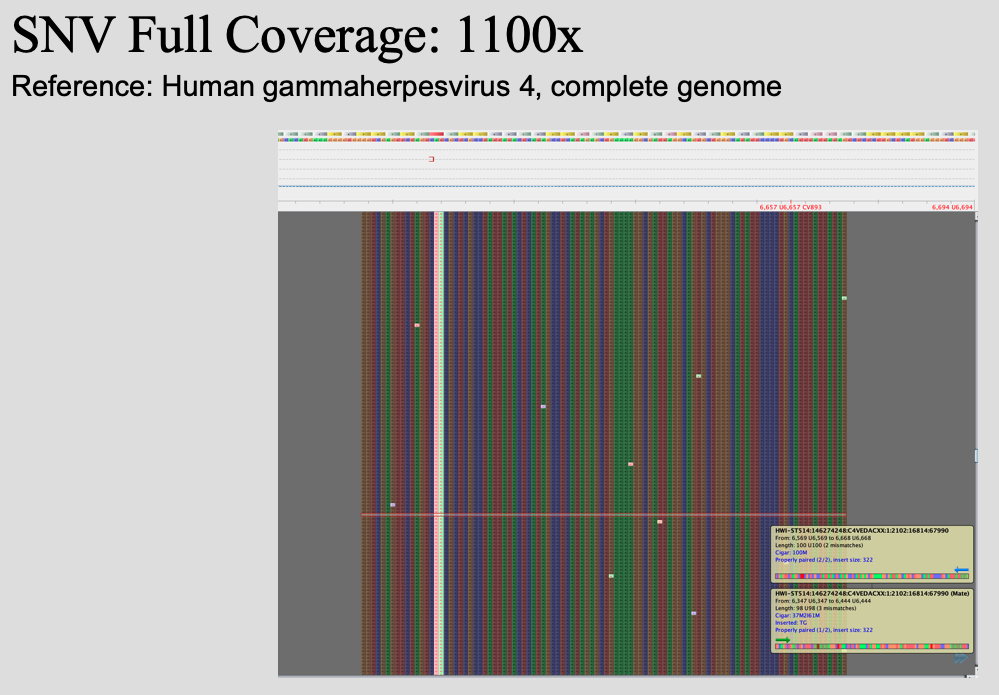 SNV Full Coverage: 1100x
Reference: Human gammaherpesvirus 4, complete genome
6,657 U6,657 CV893
6,694 U6,694
HWI-ST514:146274248:C4VEDACXX:1:2102:16814:67990
From: 6,569 U6,569 to 6,668 U6,668
Length: 100 U100 (2 mismatches)
Cigar: 100M
Properly paired (2/2), insert size: 322
HWI-ST514:146274248:C4VEDACXX:1:2102:16814:67990 (Mate)
From: 6,347 U6,347 to 6,444 U6,444
Length: 98 U98 (3 mismatches)
Cigar: 37M2I61M
Inserted: TG
Properly paired (1/2), insert size: 322